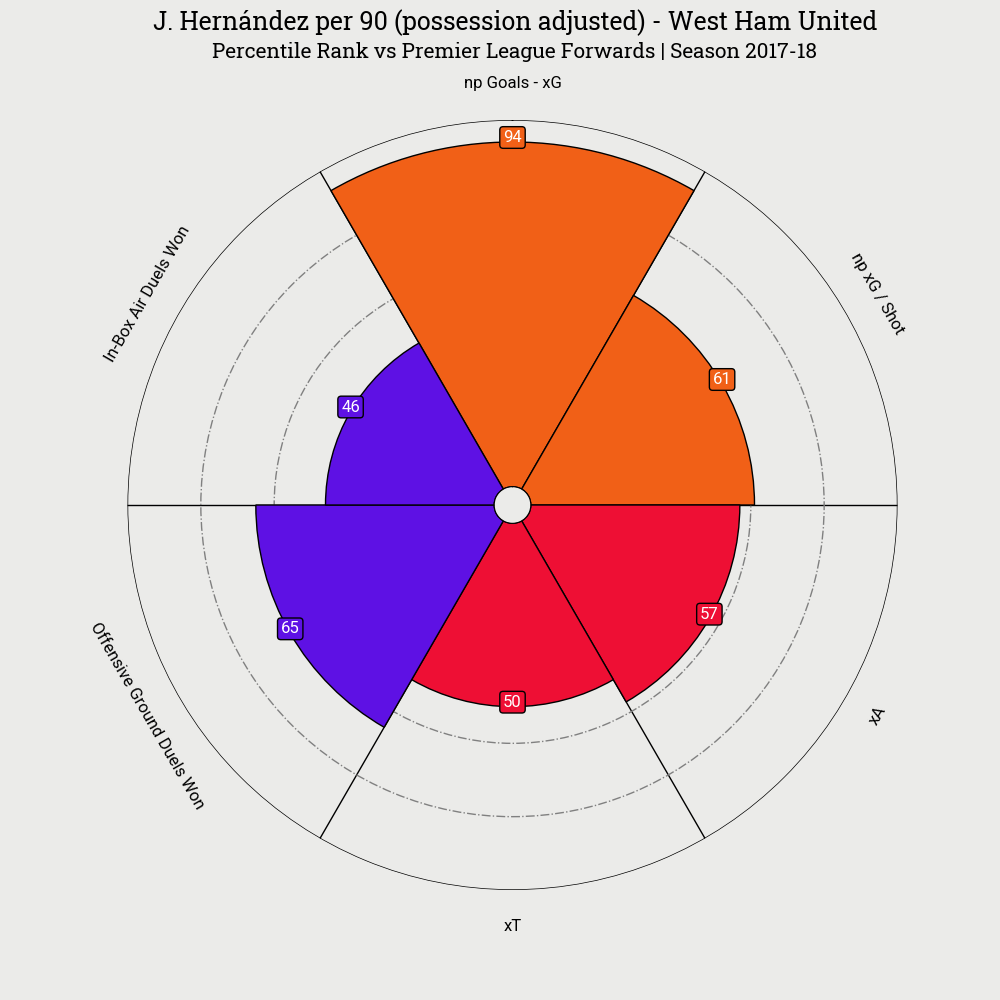 J. Hernández per 90 (possession adjusted) - West Ham United
Percentile Rank vs Premier League Forwards | Season 2017-18
np Goals - xG
94
In-Box Air Duels Won
np xG / Shot
61
46
57
65
50
Offensive Ground Duels Won
xA
xT